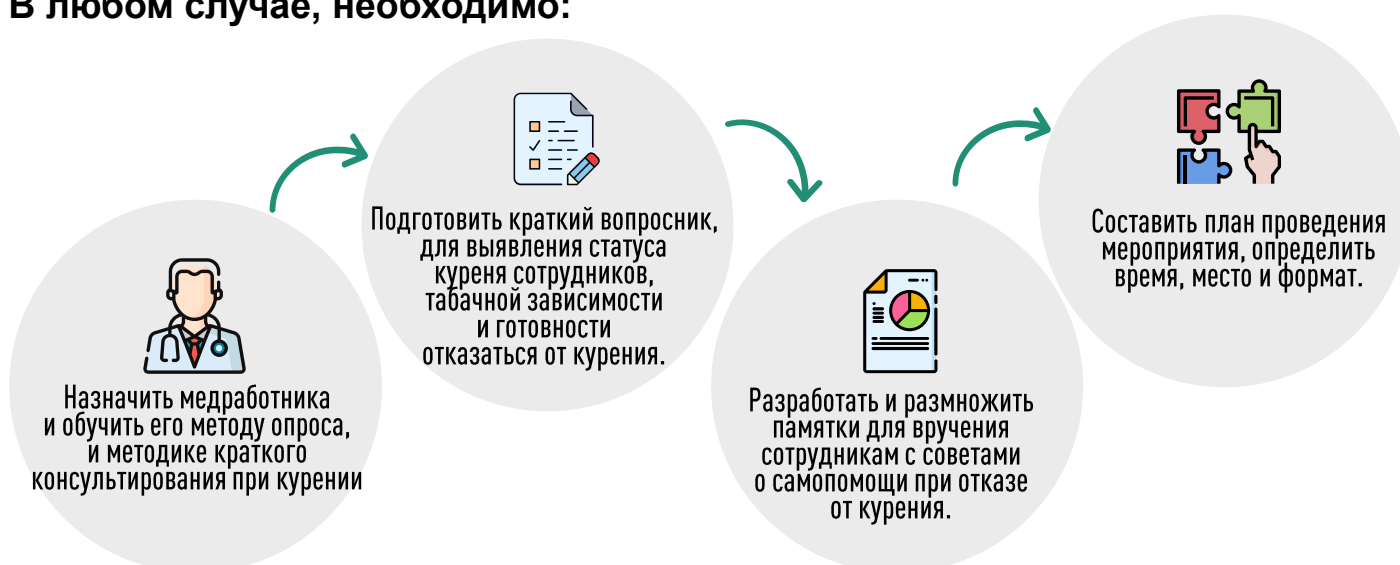 В любом случае, необходимо:
Назначить медработника
и обучить его методу опроса,
и методике краткого
консультирования при курении
Подготовить краткий вопросник,
для выявления статуса
куреня сотрудников,
табачной зависимости
и готовности
отказаться от курения.
Разработать и размножить
памятки для вручения
сотрудникам с советами
о самопомощи при отказе
от курения.
Составить план проведения
мероприятия, определить
время, место и формат.